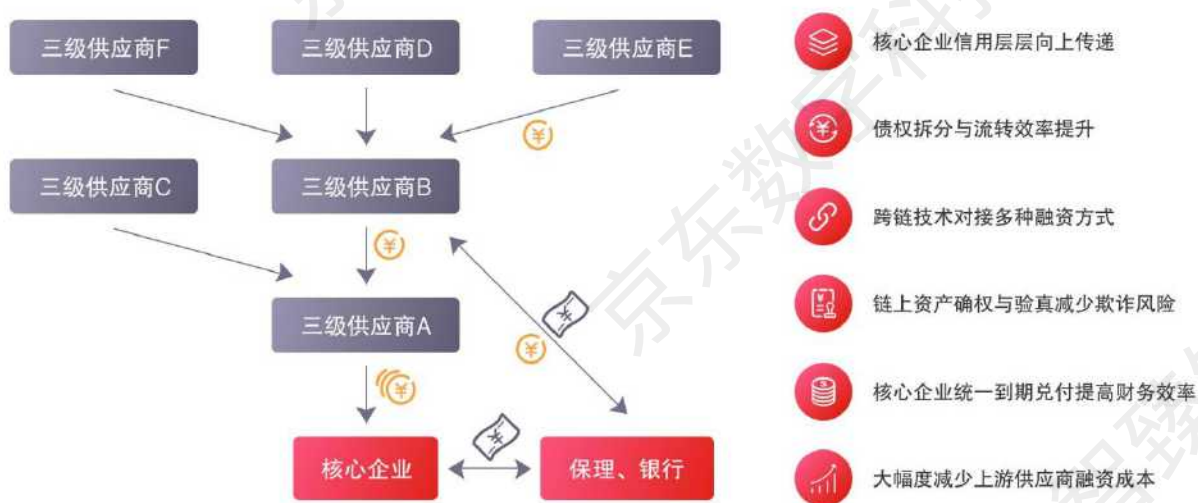 三级供应商F
三级供应商D
三级供应商E
三级供应商C
三级供应商B
三级供应商A
核心企业
保理、银行
核心企业信用层层向上传递
债权拆分与流转效率提升
跨链技术对接多种融资方式
链上资产确权与验真减少欺诈风险
核心企业统一到期兑付提高财务效率
大幅度减少上游供应商融资成本
京东数字科技